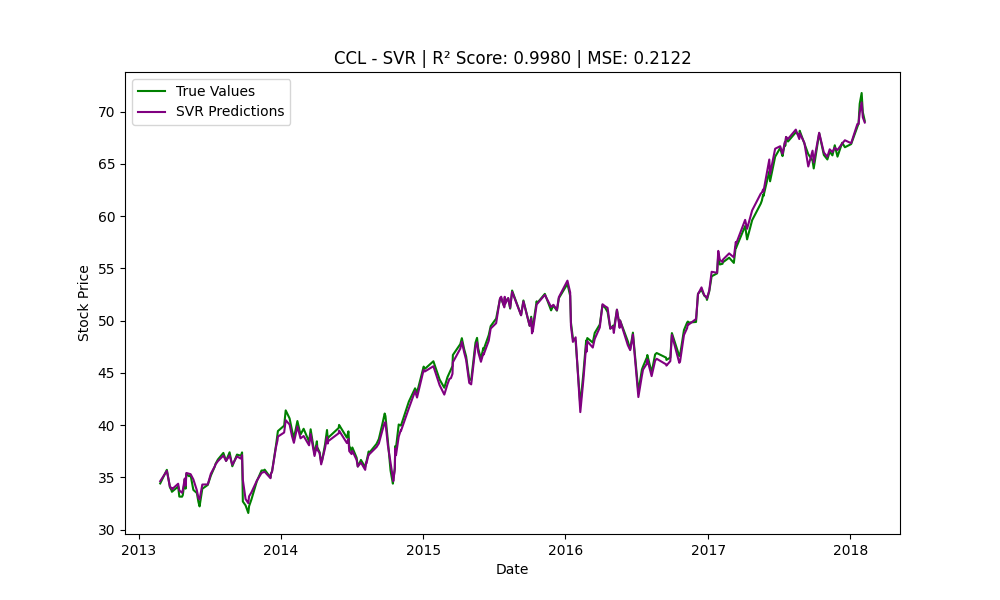 CCL - SVR | R² Score: 0.9980 | MSE: 0.2122
True Values
SVR Predictions
Stock Price
70
65
60
55
50
45
40
35
30
2013 2014 2015 2016 2017 2018
Date